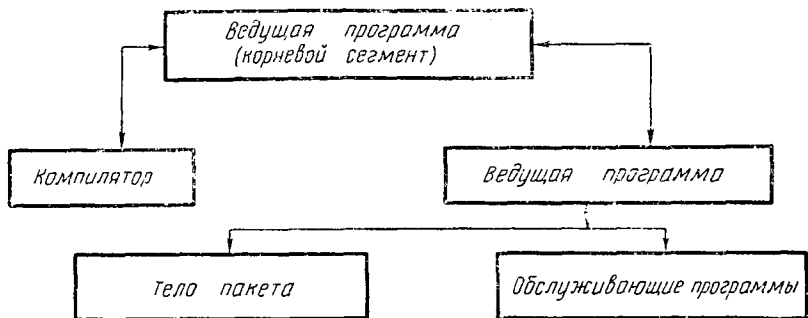 Ведущая программа
(корневой сегмент)
Компилятор
Ведущая программа
Тело пакета
Обслуживающие программы